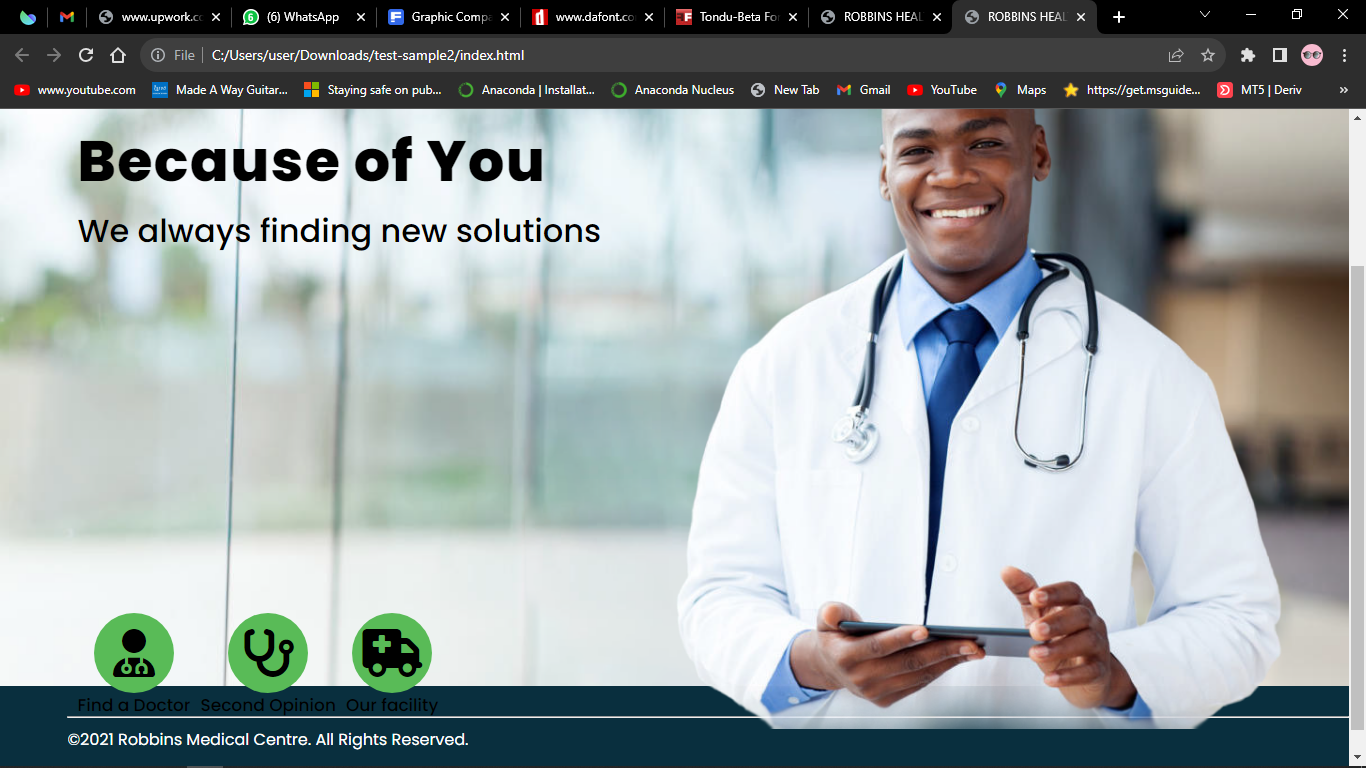 www.upwork.co
(6) WhatsApp
Graphic Compa
www.dafont.co
Tondu-Beta Fo
ROBBINS HEAL
ROBBINS HEAL
File
C:/Users/user/Downloads/test-sample2/index.html
www.youtube.com
Made A Way Guitar...
Staying safe on pub...
Anaconda | Installat...
Anaconda Nucleus
New Tab
Gmail
YouTube
Maps
https://get.msguide...
MT5 | Deriv
Because of You
We always finding new solutions
Find a Doctor
Second Opinion
Our facility
©2021 Robbins Medical Centre. All Rights Reserved.